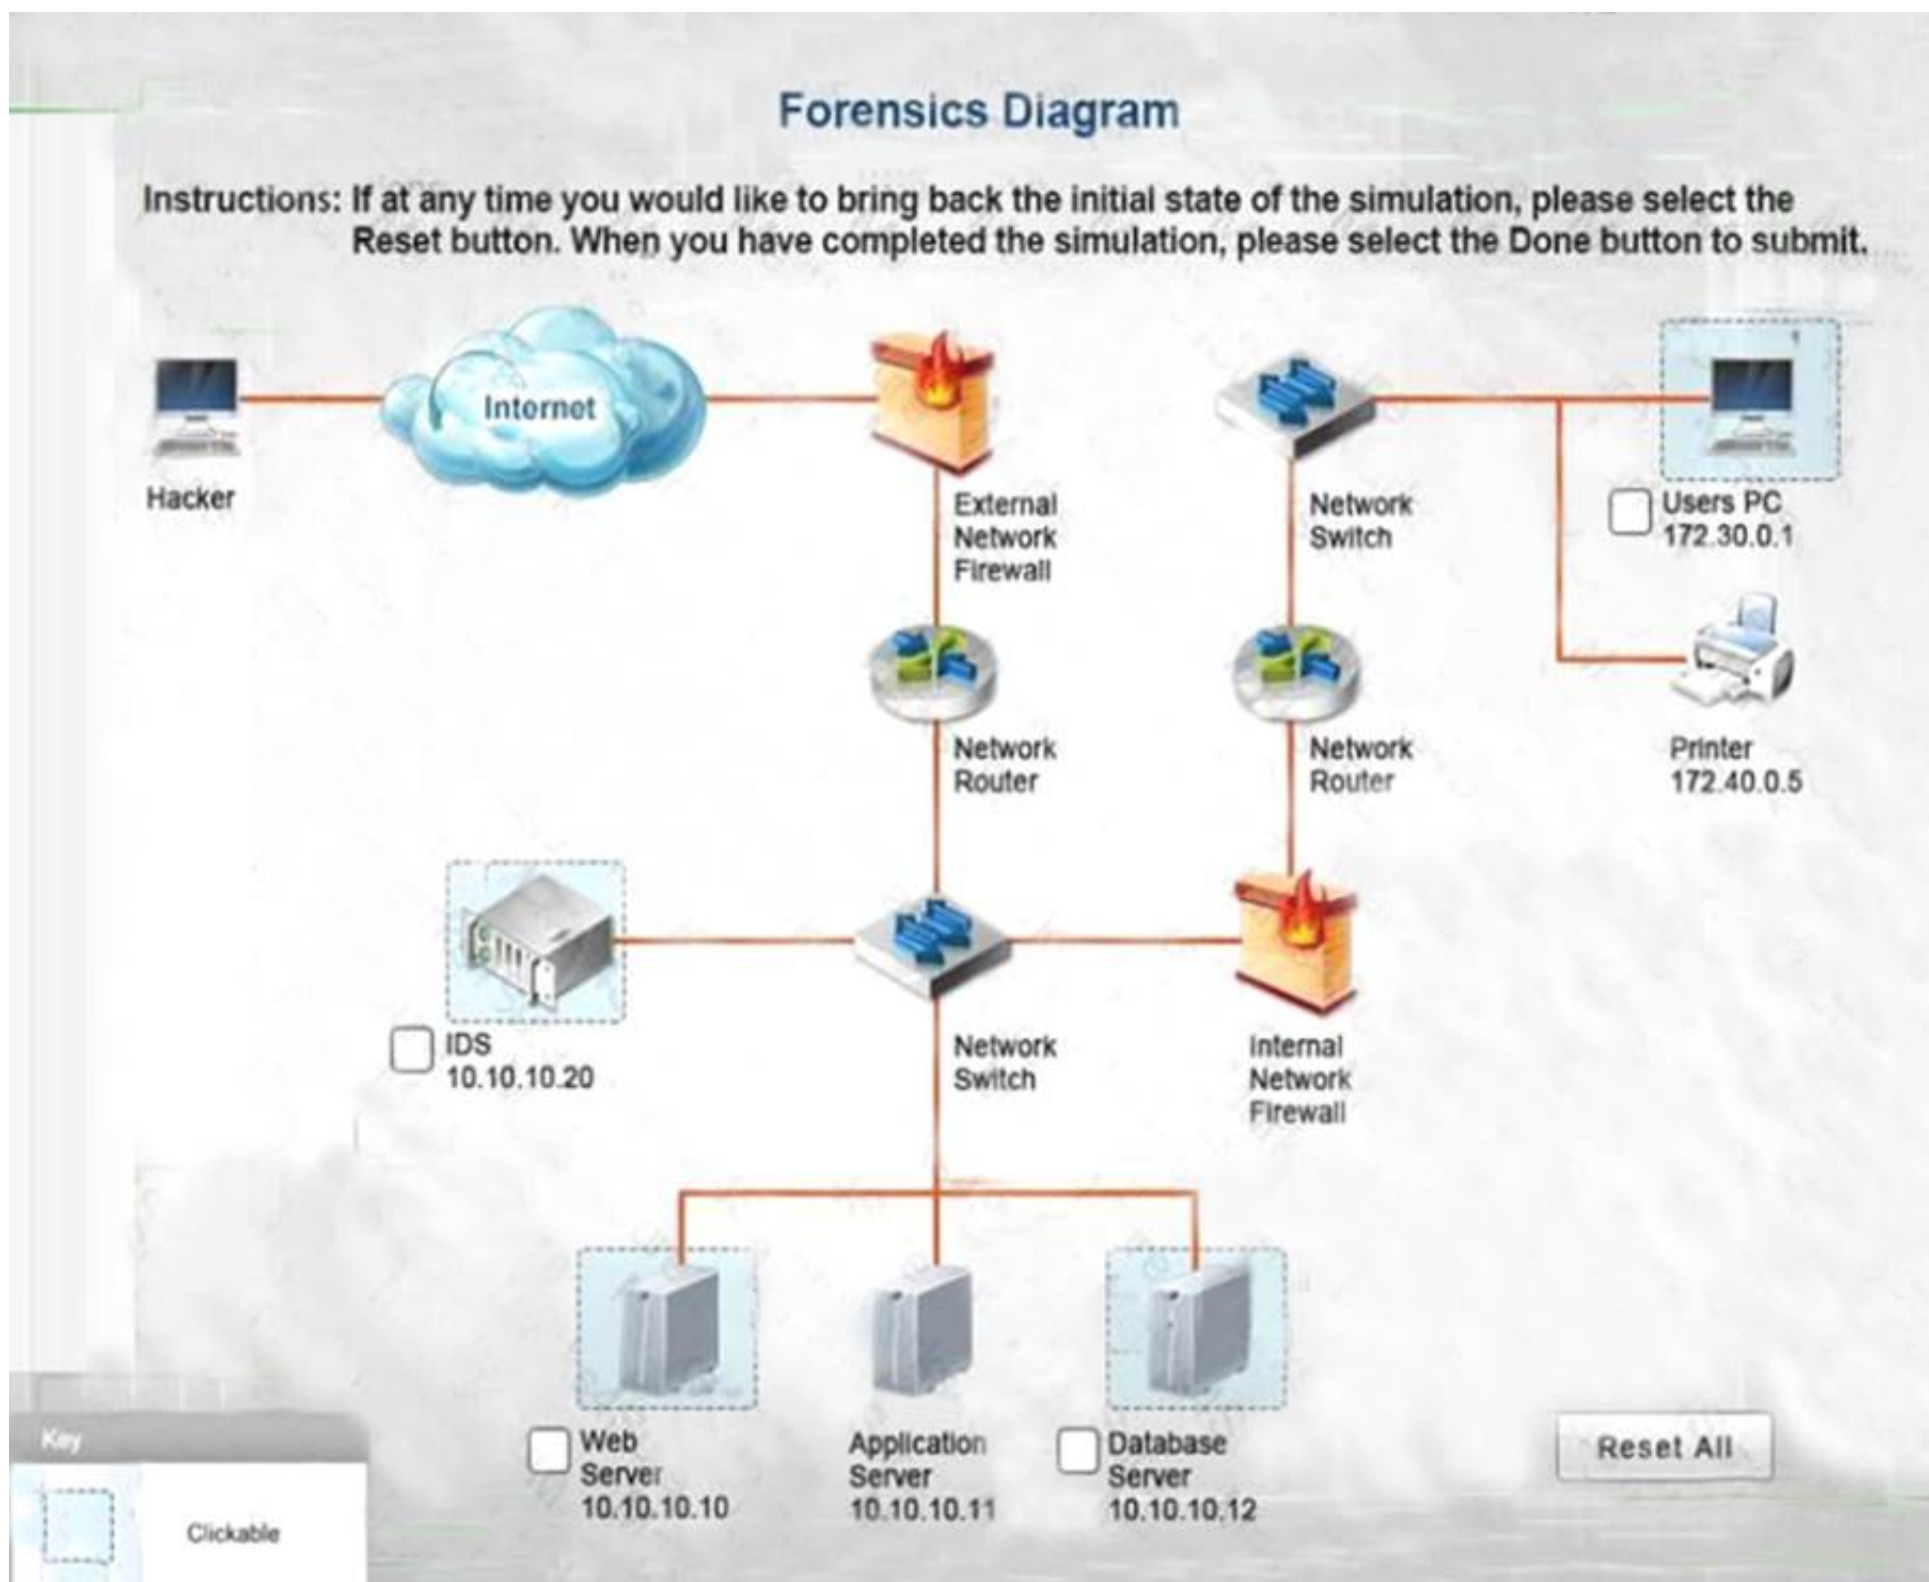 Forensics Diagram
Instructions: If at any time you would like to bring back the initial state of the simulation, please select the
Reset button. When you have completed the simulation, please select the Done button to submit.
Internet
Hacker
External
Network
Firewall
Network
Switch
Users PC
172.30.0.1
Network
Router
Network
Router
Printer
172.40.0.5
IDS
10.10.10.20
Network
Switch
Internal
Network
Firewall
Web
Server
10.10.10.10
Application
Server
10.10.10.11
Database
Server
10.10.10.12
Reset All
Key
Clickable